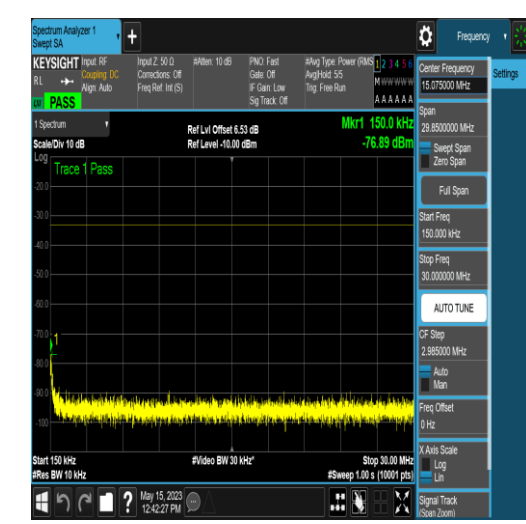 Spectrum Analyzer 1
Swept SA
Frequency
KEYSIGHT
RL
PASS
Input: RF
Coupling: DC
Align: Auto
Input Z: 50 Ω
Corrections: Off
Freq Ref: Int (S)
#Atten: 10 dB
PNO: Fast
Gate: Off
IF Gain: Low
Sig Track: Off
#Avg Type: Power (RMS
Avg|Hold: 5/5
Trig: Free Run
1 2 3 4 5 6
M W W W W W
A A A A A A
Settings
Center Frequency
15.075000 MHz
Span
29.8500000 MHz
Swept Span
Zero Span
Full Span
Start Freq
150.000 kHz
Stop Freq
30.000000 MHz
AUTO TUNE
CF Step
2.985000 MHz
Auto
Man
Freq Offset
0 Hz
X Axis Scale
Log
Lin
Signal Track
(Span Zoom)
1 Spectrum
Scale/Div 10 dB
Log
Ref Lvl Offset 6.53 dB
Ref Level -10.00 dBm
Mkr1 150.0 kHz
-76.89 dBm
Trace 1 Pass
-20.0
-30.0
-40.0
-50.0
-60.0
-70.0
1
-80.0
-90.0
-100
Start 150 kHz
#Res BW 10 kHz
#Video BW 30 kHz*
Stop 30.00 MHz
#Sweep 1.00 s (10001 pts)
?
May 15, 2023
12:42:27 PM